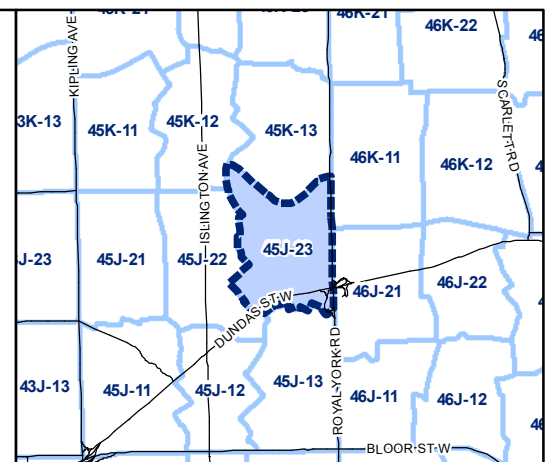 46K-21
46K-22
KIPLING AVE
SCARLETT RD
3K-13
45K-11
45K-12
45K-13
46K-11
46K-12
ISLINGTON AVE
J-23
45J-21
45J-22
45J-23
46J-21
46J-22
DUNDAS ST W
ROYAL YORK RD
43J-13
45J-11
45J-12
45J-13
46J-11
46J-12
BLOOR ST W